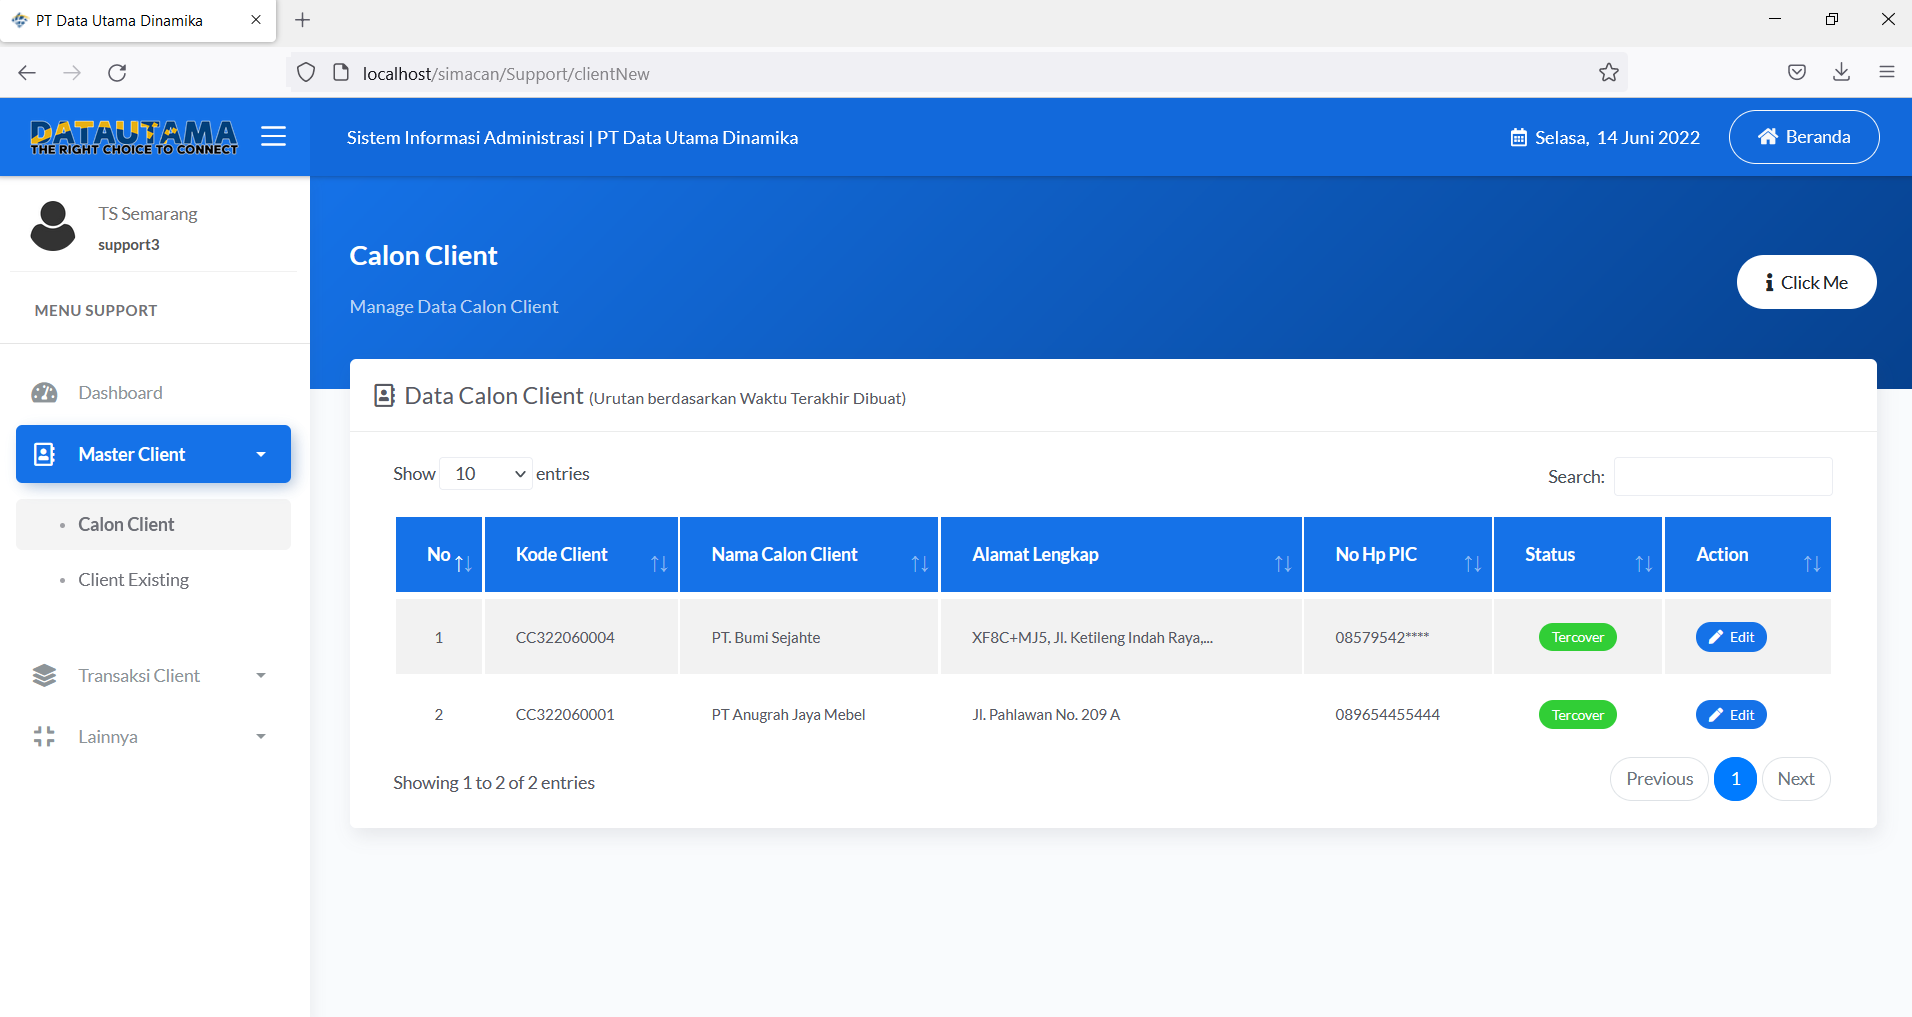 PT Data Utama Dinamika
localhost/simacan/Support/clientNew
DATAUTAMA
THE RIGHT CHOICE TO CONNECT
Sistem Informasi Administrasi | PT Data Utama Dinamika
Selasa, 14 Juni 2022
Beranda
TS Semarang
support3
MENU SUPPORT
Dashboard
Master Client
Calon Client
Client Existing
Transaksi Client
Lainnya
Calon Client
Manage Data Calon Client
Click Me
Data Calon Client (Urutan berdasarkan Waktu Terakhir Dibuat)
Show 10 entries
Search:
No Kode Client Nama Calon Client Alamat Lengkap No Hp PIC Status Action
1 CC322060004 PT. Bumi Sejahte XF8C+MJ5, Jl. Ketileng Indah Raya,... 08579542**** Tercover Edit
2 CC322060001 PT Anugrah Jaya Mebel Jl. Pahlawan No. 209 A 089654455444 Tercover Edit
Showing 1 to 2 of 2 entries
Previous 1 Next